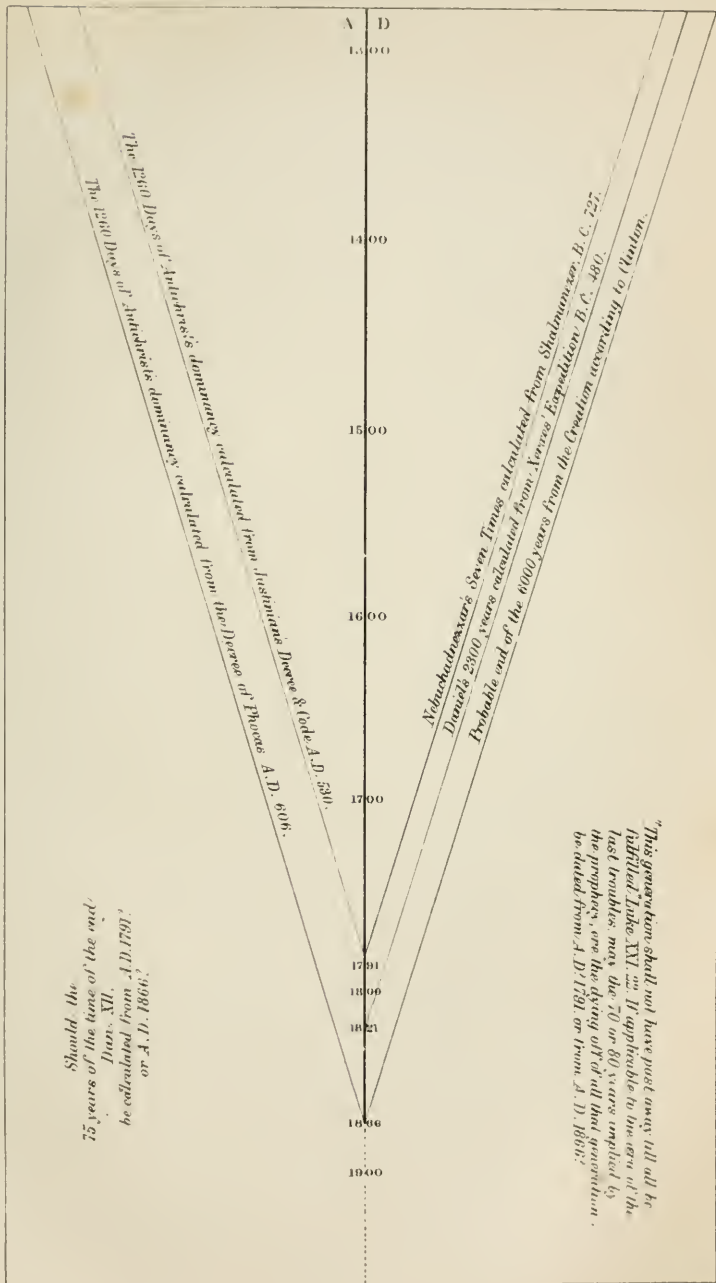 A D
1300
1400
1500
1600
1700
1791
1800
1821
1866
1900
The 1260 Days of Antichrist's dominancy calculated from the Decree of Phocas A.D. 606.
The 1260 Days of Antichris's dominancy calculated from Justinian's Decree & Code A.D. 530.
Nebuchadnezzar's Seven Times calculated from Shalmanezer, B.C. 727.
Daniel's 2300 years calculated from Xerxes' Expedition B.C. 480.
Probable end of the 6000 years from the Creation according to Clinton.
Should the
75 years of the time of the end
Dan. XII.
be calculated from A.D. 1791?
or A.D. 1866?
"This generation shall not have past away till all be
fulfilled" Luke XXI. 32. If applicable to the æra of the
last troubles, may the 70 or 80 years implied by
the prophecy, ere the dying off of all that generation,
be dated from A.D. 1791. or from A.D. 1866?